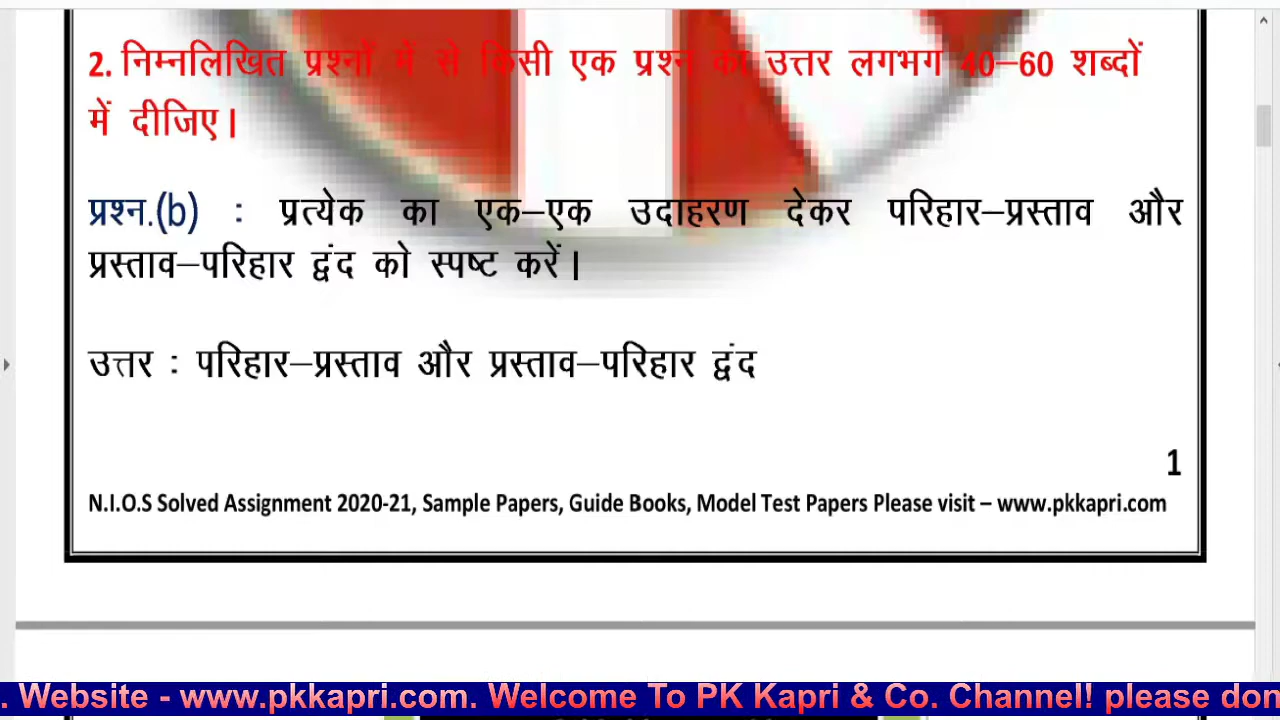 2. निम्नलिखित प्रश्नों में से किसी एक प्रश्न का उत्तर लगभग 40–60 शब्दों
में दीजिए।
प्रश्न.(b) : प्रत्येक का एक–एक उदाहरण देकर परिहार–प्रस्ताव और
प्रस्ताव–परिहार द्वंद को स्पष्ट करें।
उत्तर : परिहार–प्रस्ताव और प्रस्ताव–परिहार द्वंद
1
N.I.O.S Solved Assignment 2020-21, Sample Papers, Guide Books, Model Test Papers Please visit – www.pkkapri.com
. Website - www.pkkapri.com. Welcome To PK Kapri & Co. Channel! please don